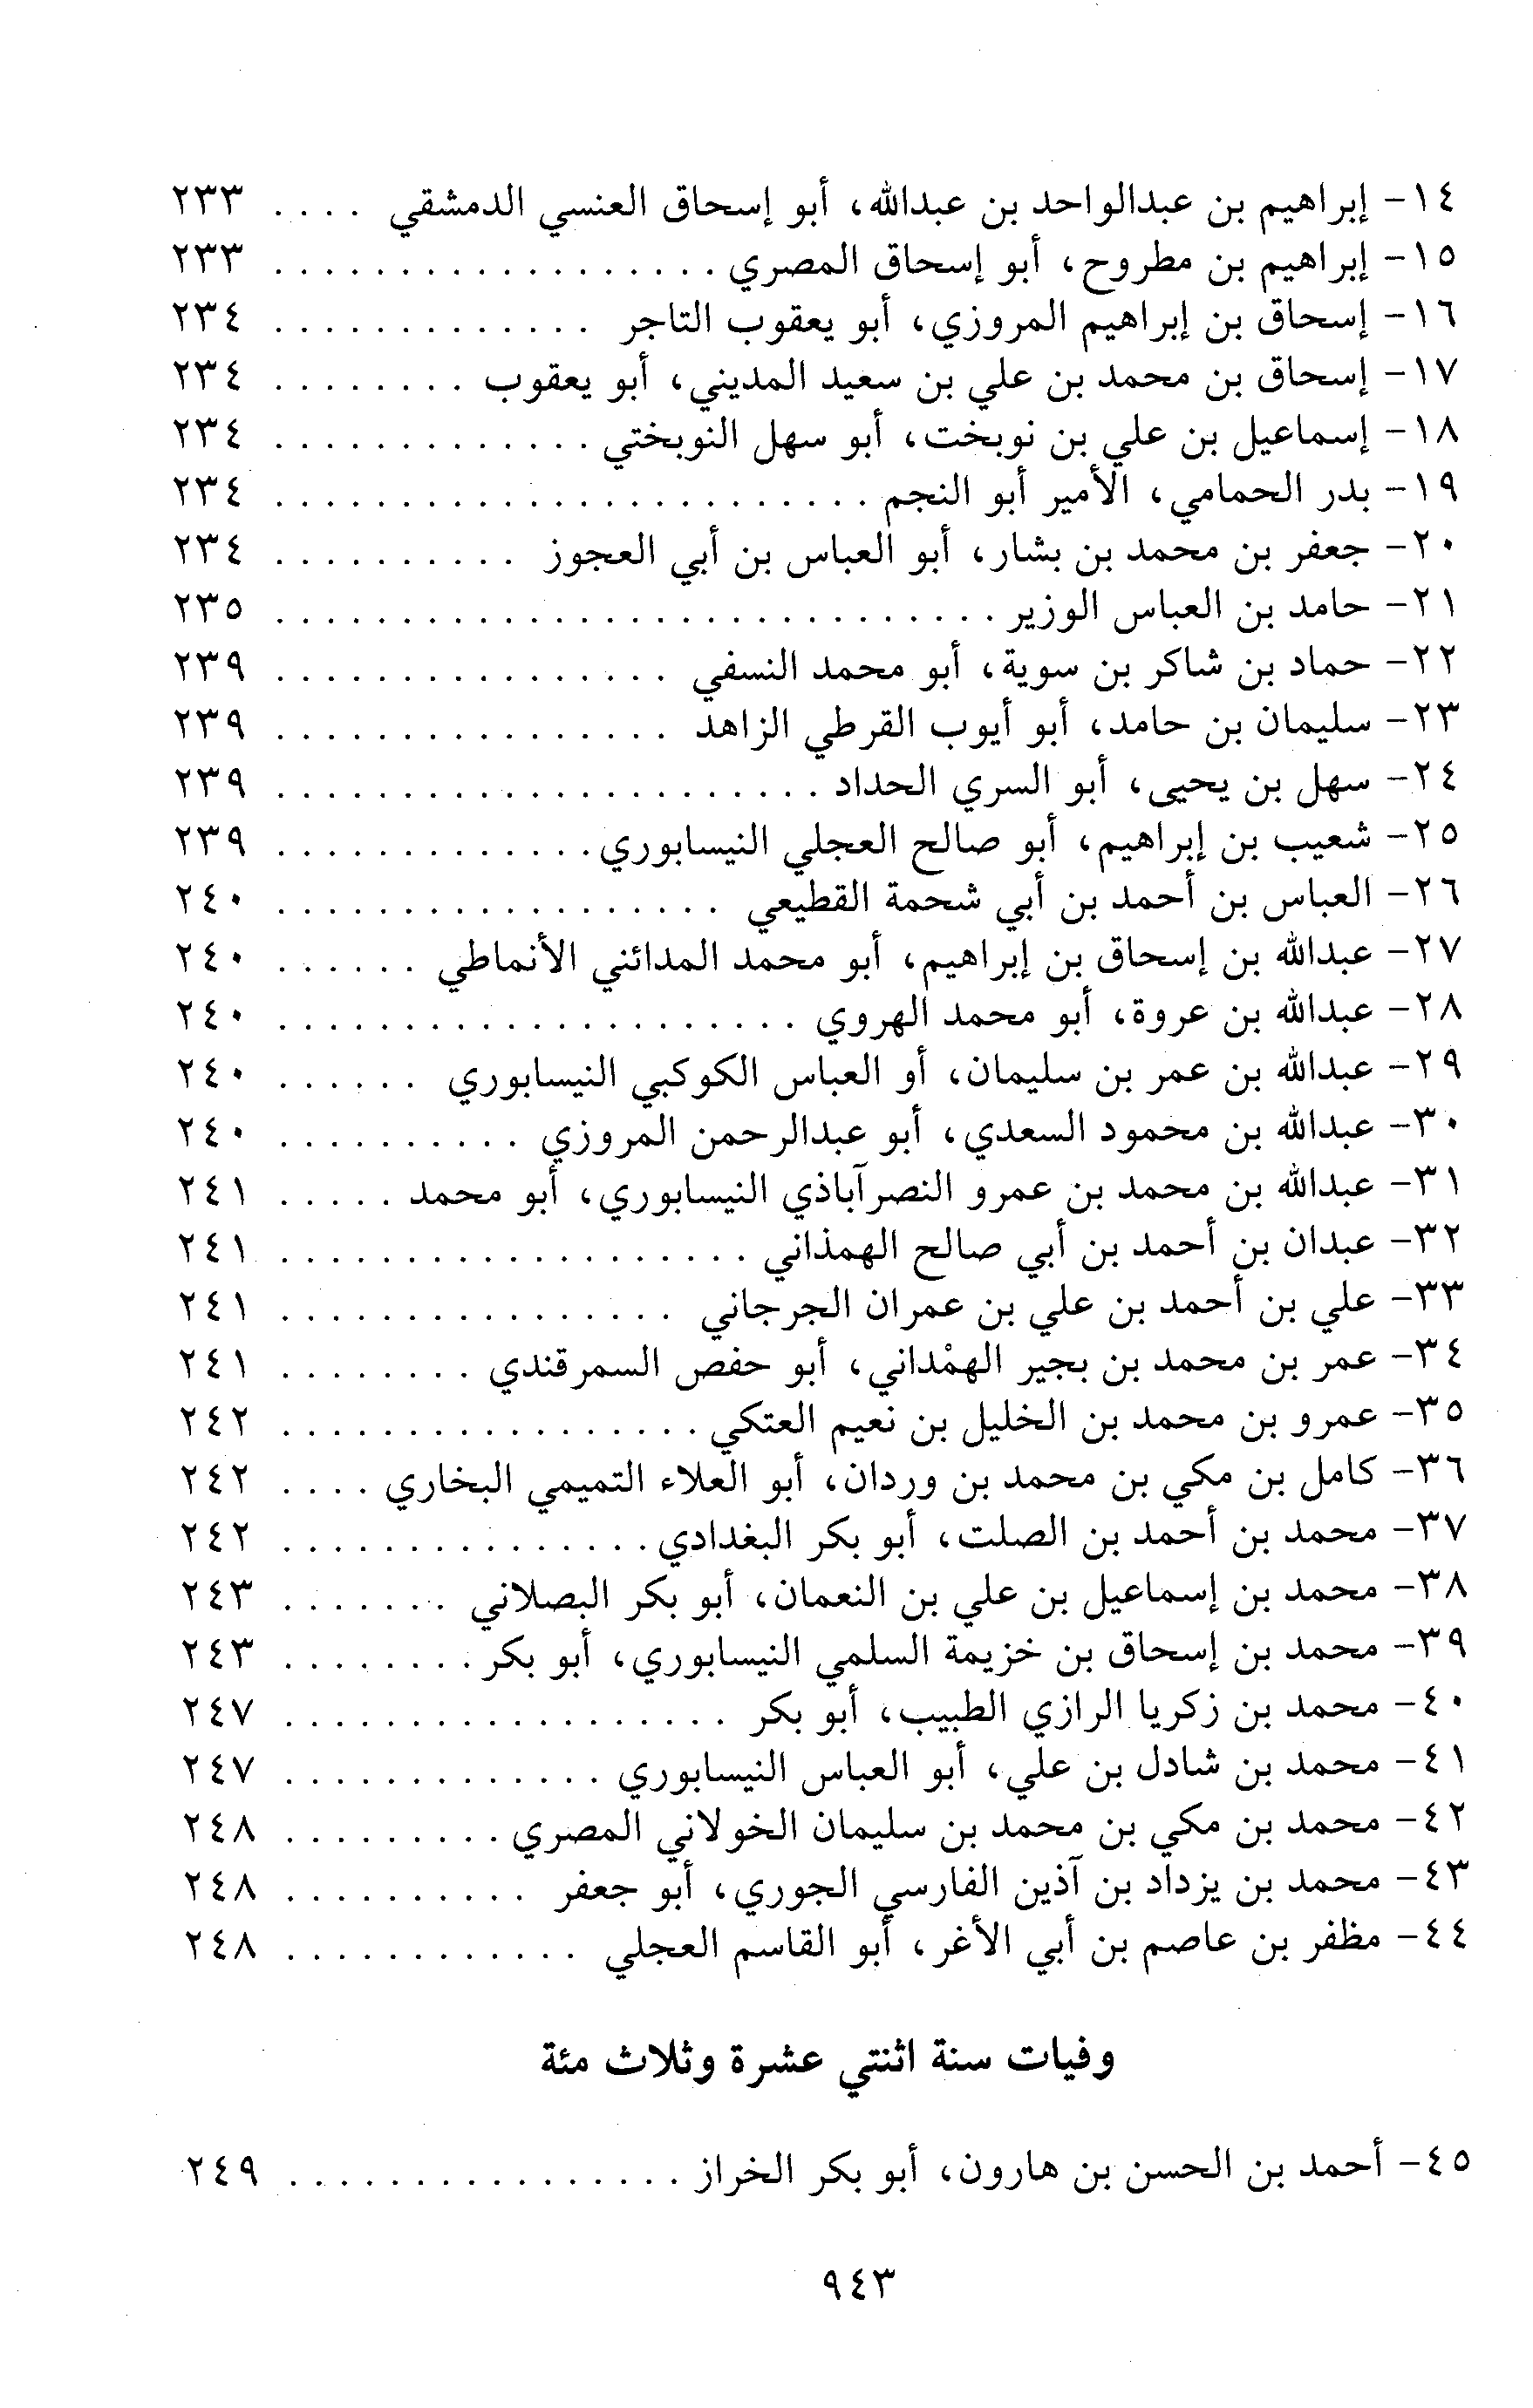 ١٤- إبراهيم بن عبدالواحد بن عبدالله، أبو إسحاق العنسي الدمشقي . . . . ٢٣٣
١٥- إبراهيم بن مطروح، أبو إسحاق المصري . . . . . . . . . . . . . . . . . . ٢٣٣
١٦- إسحاق بن إبراهيم المروزي، أبو يعقوب التاجر . . . . . . . . . . . . . ٢٣٤
١٧- إسحاق بن محمد بن علي بن سعيد المديني، أبو يعقوب . . . . . . . . ٢٣٤
١٨- إسماعيل بن علي بن نوبخت، أبو سهل النوبختي . . . . . . . . . . . . . ٢٣٤
١٩- بدر الحمامي، الأمير أبو النجم . . . . . . . . . . . . . . . . . . . . . . . . ٢٣٤
٢٠- جعفر بن محمد بن بشار، أبو العباس بن أبي العجوز . . . . . . . . . . ٢٣٤
٢١- حامد بن العباس الوزير . . . . . . . . . . . . . . . . . . . . . . . . . . . . . ٢٣٥
٢٢- حماد بن شاكر بن سوية، أبو محمد النسفي . . . . . . . . . . . . . . . . ٢٣٩
٢٣- سليمان بن حامد، أبو أيوب القرطي الزاهد . . . . . . . . . . . . . . . . ٢٣٩
٢٤- سهل بن يحيى، أبو السري الحداد . . . . . . . . . . . . . . . . . . . . . . ٢٣٩
٢٥- شعيب بن إبراهيم، أبو صالح العجلي النيسابوري . . . . . . . . . . . . . ٢٣٩
٢٦- العباس بن أحمد بن أبي شحمة القطيعي . . . . . . . . . . . . . . . . . . ٢٤٠
٢٧- عبدالله بن إسحاق بن إبراهيم، أبو محمد المدائني الأنماطي . . . . . . ٢٤٠
٢٨- عبدالله بن عروة، أبو محمد الهروي . . . . . . . . . . . . . . . . . . . . . ٢٤٠
٢٩- عبدالله بن عمر بن سليمان، أو العباس الكوكبي النيسابوري . . . . . . ٢٤٠
٣٠- عبدالله بن محمود السعدي، أبو عبدالرحمن المروزي . . . . . . . . . . ٢٤٠
٣١- عبدالله بن محمد بن عمرو النصرآباذي النيسابوري، أبو محمد . . . . . ٢٤١
٣٢- عبدان بن أحمد بن أبي صالح الهمذاني . . . . . . . . . . . . . . . . . . . ٢٤١
٣٣- علي بن أحمد بن علي بن عمران الجرجاني . . . . . . . . . . . . . . . . ٢٤١
٣٤- عمر بن محمد بن بجير الهمْداني، أبو حفص السمرقندي . . . . . . . . ٢٤١
٣٥- عمرو بن محمد بن الخليل بن نعيم العتكي . . . . . . . . . . . . . . . . . ٢٤٢
٣٦- كامل بن مكي بن محمد بن وردان، أبو العلاء التميمي البخاري . . . . ٢٤٢
٣٧- محمد بن أحمد بن الصلت، أبو بكر البغدادي . . . . . . . . . . . . . . . ٢٤٢
٣٨- محمد بن إسماعيل بن علي بن النعمان، أبو بكر البصلاني . . . . . . . ٢٤٣
٣٩- محمد بن إسحاق بن خزيمة السلمي النيسابوري، أبو بكر . . . . . . . . ٢٤٣
٤٠- محمد بن زكريا الرازي الطبيب، أبو بكر . . . . . . . . . . . . . . . . . . ٢٤٧
٤١- محمد بن شادل بن علي، أبو العباس النيسابوري . . . . . . . . . . . . . ٢٤٧
٤٢- محمد بن مكي بن محمد بن سليمان الخولاني المصري . . . . . . . . . ٢٤٨
٤٣- محمد بن يزداد بن آذين الفارسي الجوري، أبو جعفر . . . . . . . . . . ٢٤٨
٤٤- مظفر بن عاصم بن أبي الأغر، أبو القاسم العجلي . . . . . . . . . . . . ٢٤٨
وفيات سنة اثنتي عشرة وثلاث مئة
٤٥- أحمد بن الحسن بن هارون، أبو بكر الخراز . . . . . . . . . . . . . . . . ٢٤٩
٩٤٣